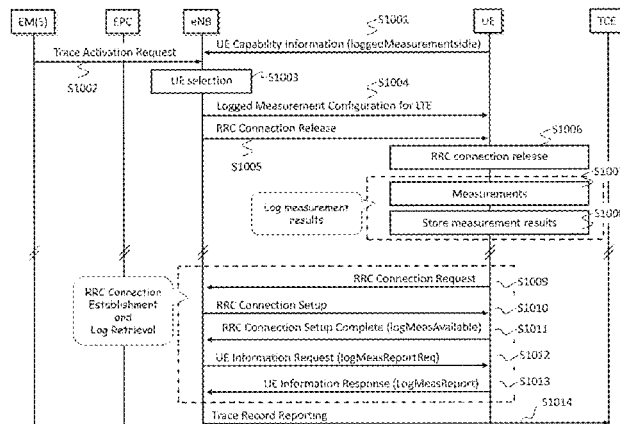 EM(s)
EPC
eNB
UE
TCE
S1001
UE Capability Information (loggedMeasurementsIdle)
Trace Activation Request
S1002
UE selection
S1003
S1004
Logged Measurement Configuration for LTE
RRC Connection Release
S1005
S1006
RRC connection release
S1007
Measurements
Log measurement
results
S1008
Store measurement results
RRC Connection
Establishment
and
Log Retrieval
RRC Connection Request
S1009
RRC Connection Setup
S1010
RRC Connection Setup Complete (logMeasAvailable)
S1011
UE Information Request (logMeasReportReq)
S1012
UE Information Response (LogMeasReport)
S1013
S1014
Trace Record Reporting